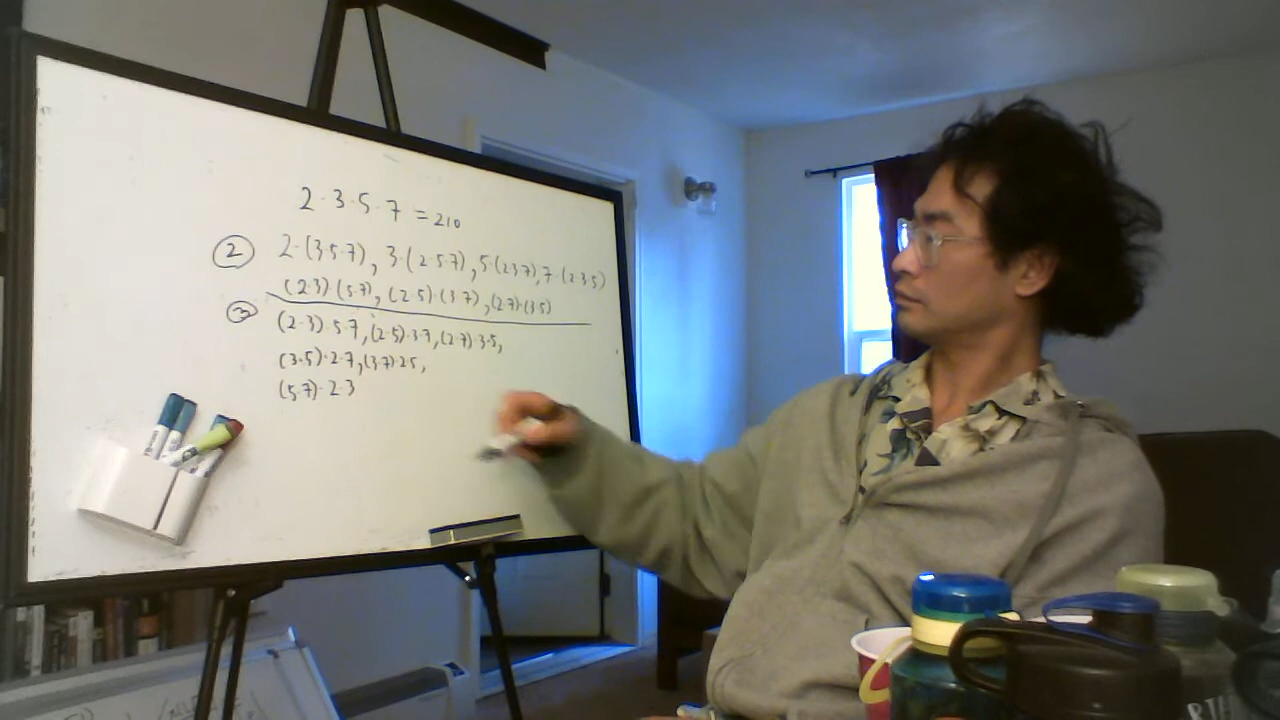 2·3·5·7 = 210
② 2·(3·5·7), 3·(2·5·7), 5·(2·3·7), 7·(2·3·5)
(2·3)·(5·7), (2·5)·(3·7), (2·7)·(3·5)
③ (2·3)·5·7, (2·5)·3·7, (2·7)·3·5,
(3·5)·2·7, (3·7)·2·5,
(5·7)·2·3